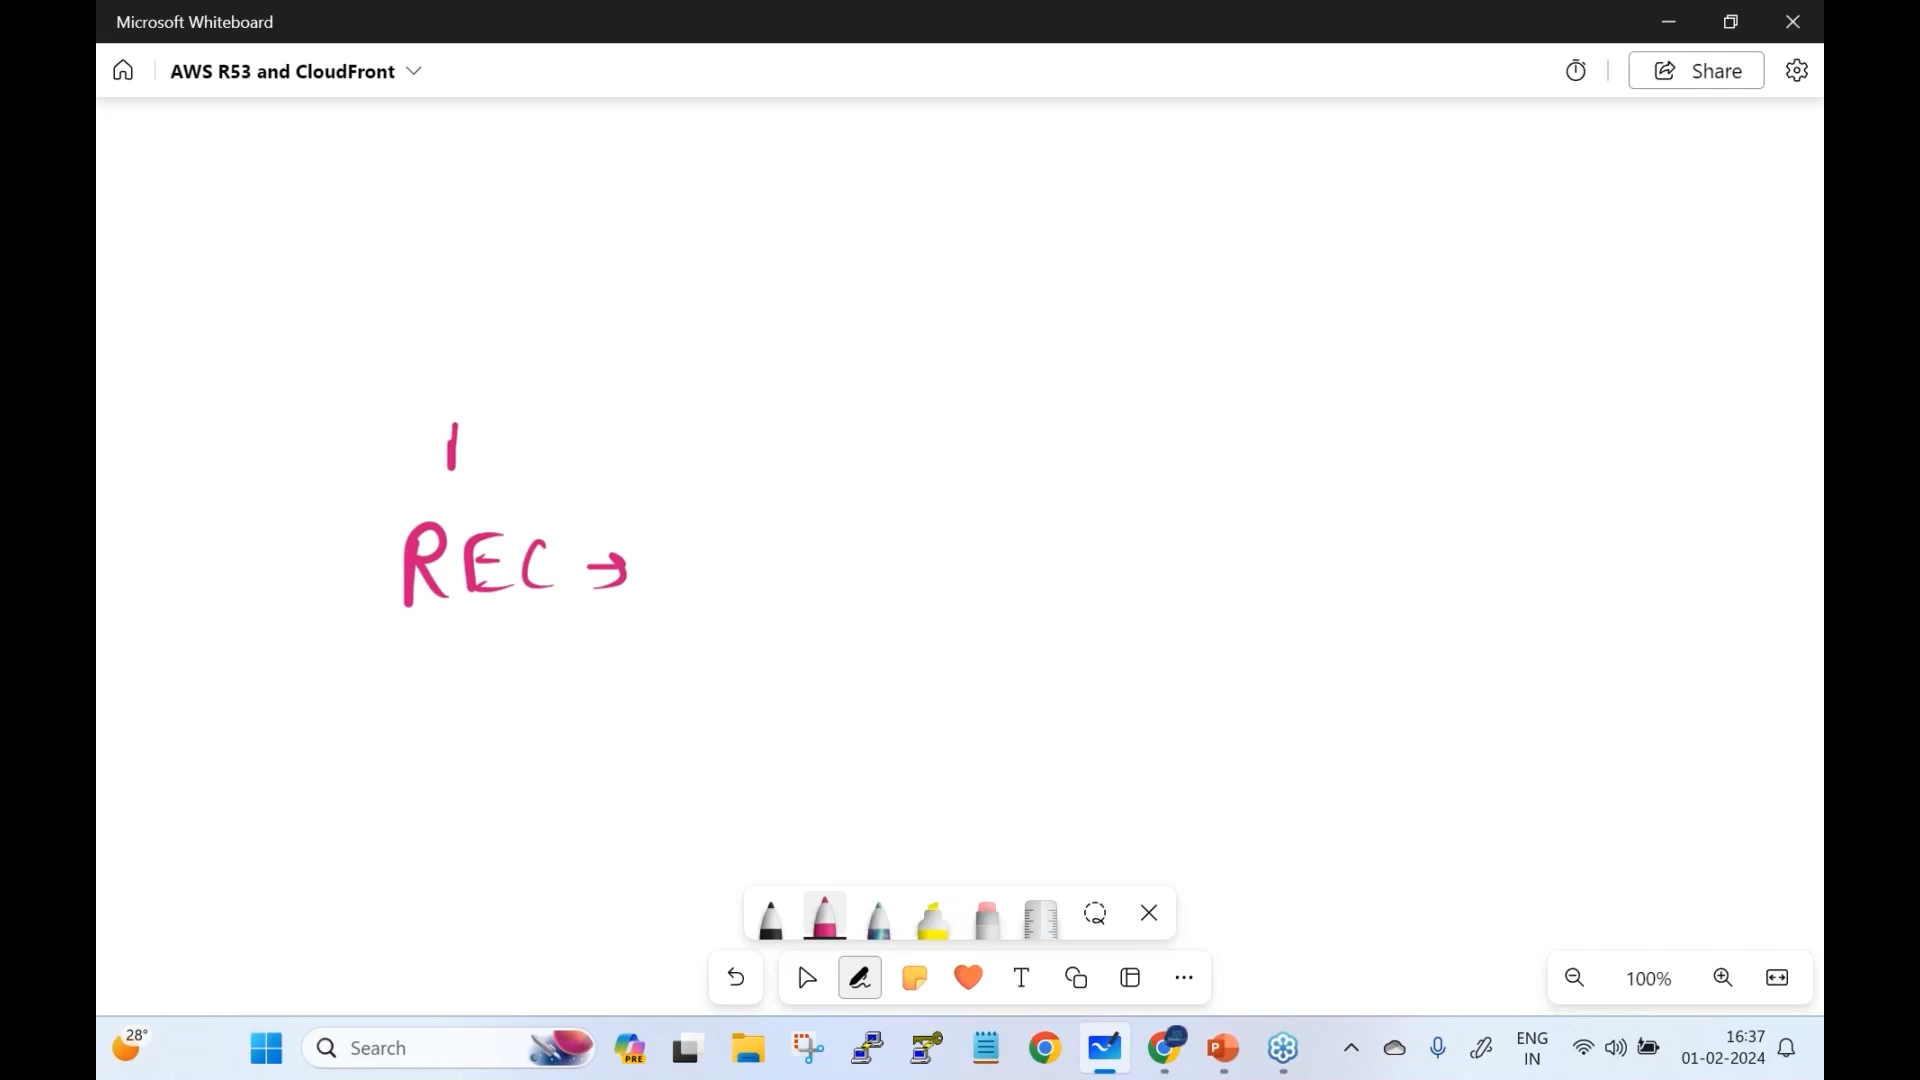 Microsoft Whiteboard
AWS R53 and CloudFront
Share
1
REC →
100%
28°
Search
PRE
ENG
IN
16:37
01-02-2024